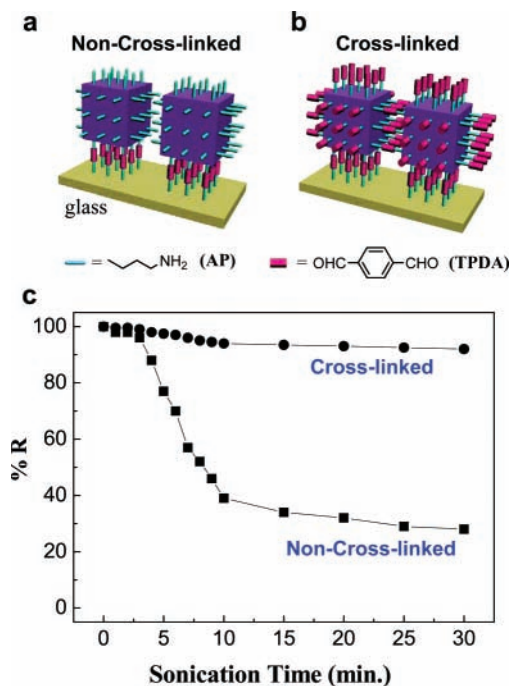 a
Non-Cross-linked
b
Cross-linked
glass
= NH₂ (AP)
= OHC CHO (TPDA)
c
% R
100
80
60
40
20
0
Cross-linked
Non-Cross-linked
0 5 10 15 20 25 30
Sonication Time (min.)